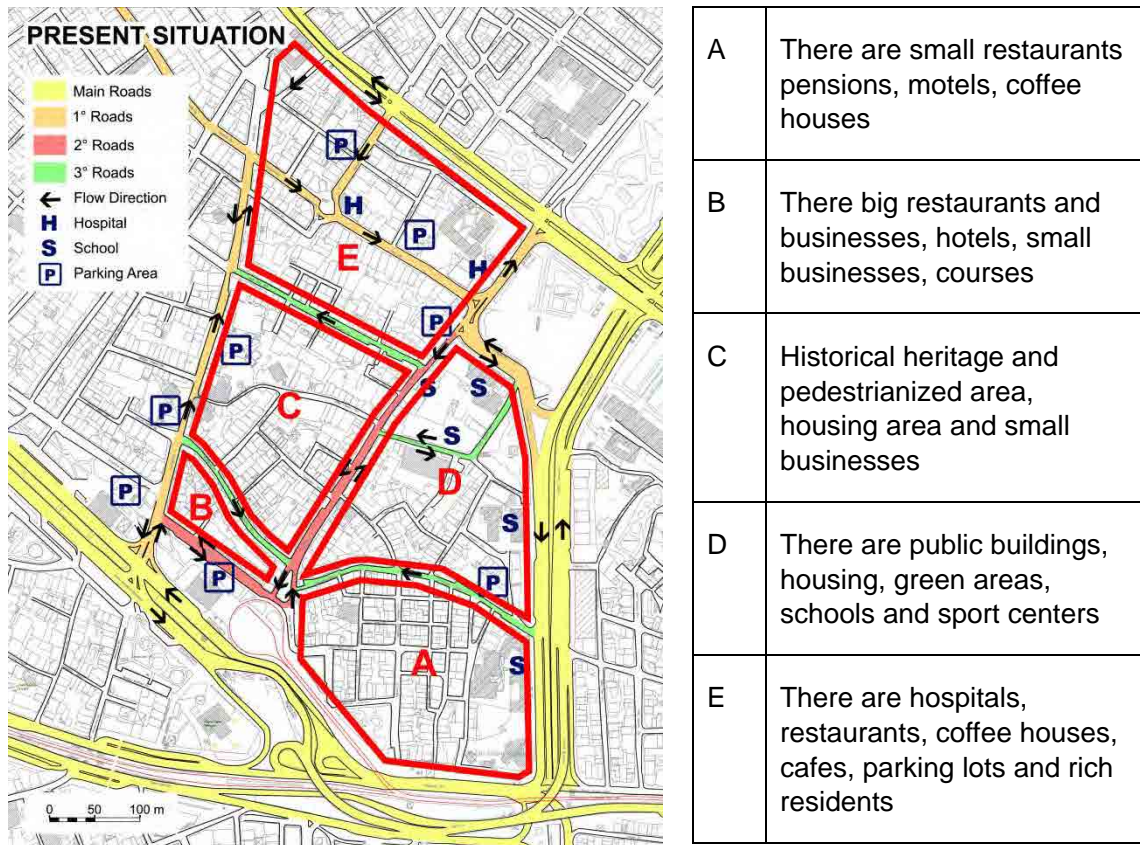 PRESENT SITUATION
Main Roads
1° Roads
2° Roads
3° Roads
Flow Direction
H Hospital
S School
P Parking Area
P
H
P
E
H
P
P
S
S
C
P
S
D
P
B
S
P
P
A
S
0 50 100 m
A
There are small restaurants
pensions, motels, coffee
houses
B
There big restaurants and
businesses, hotels, small
businesses, courses
C
Historical heritage and
pedestrianized area,
housing area and small
businesses
D
There are public buildings,
housing, green areas,
schools and sport centers
E
There are hospitals,
restaurants, coffee houses,
cafes, parking lots and rich
residents